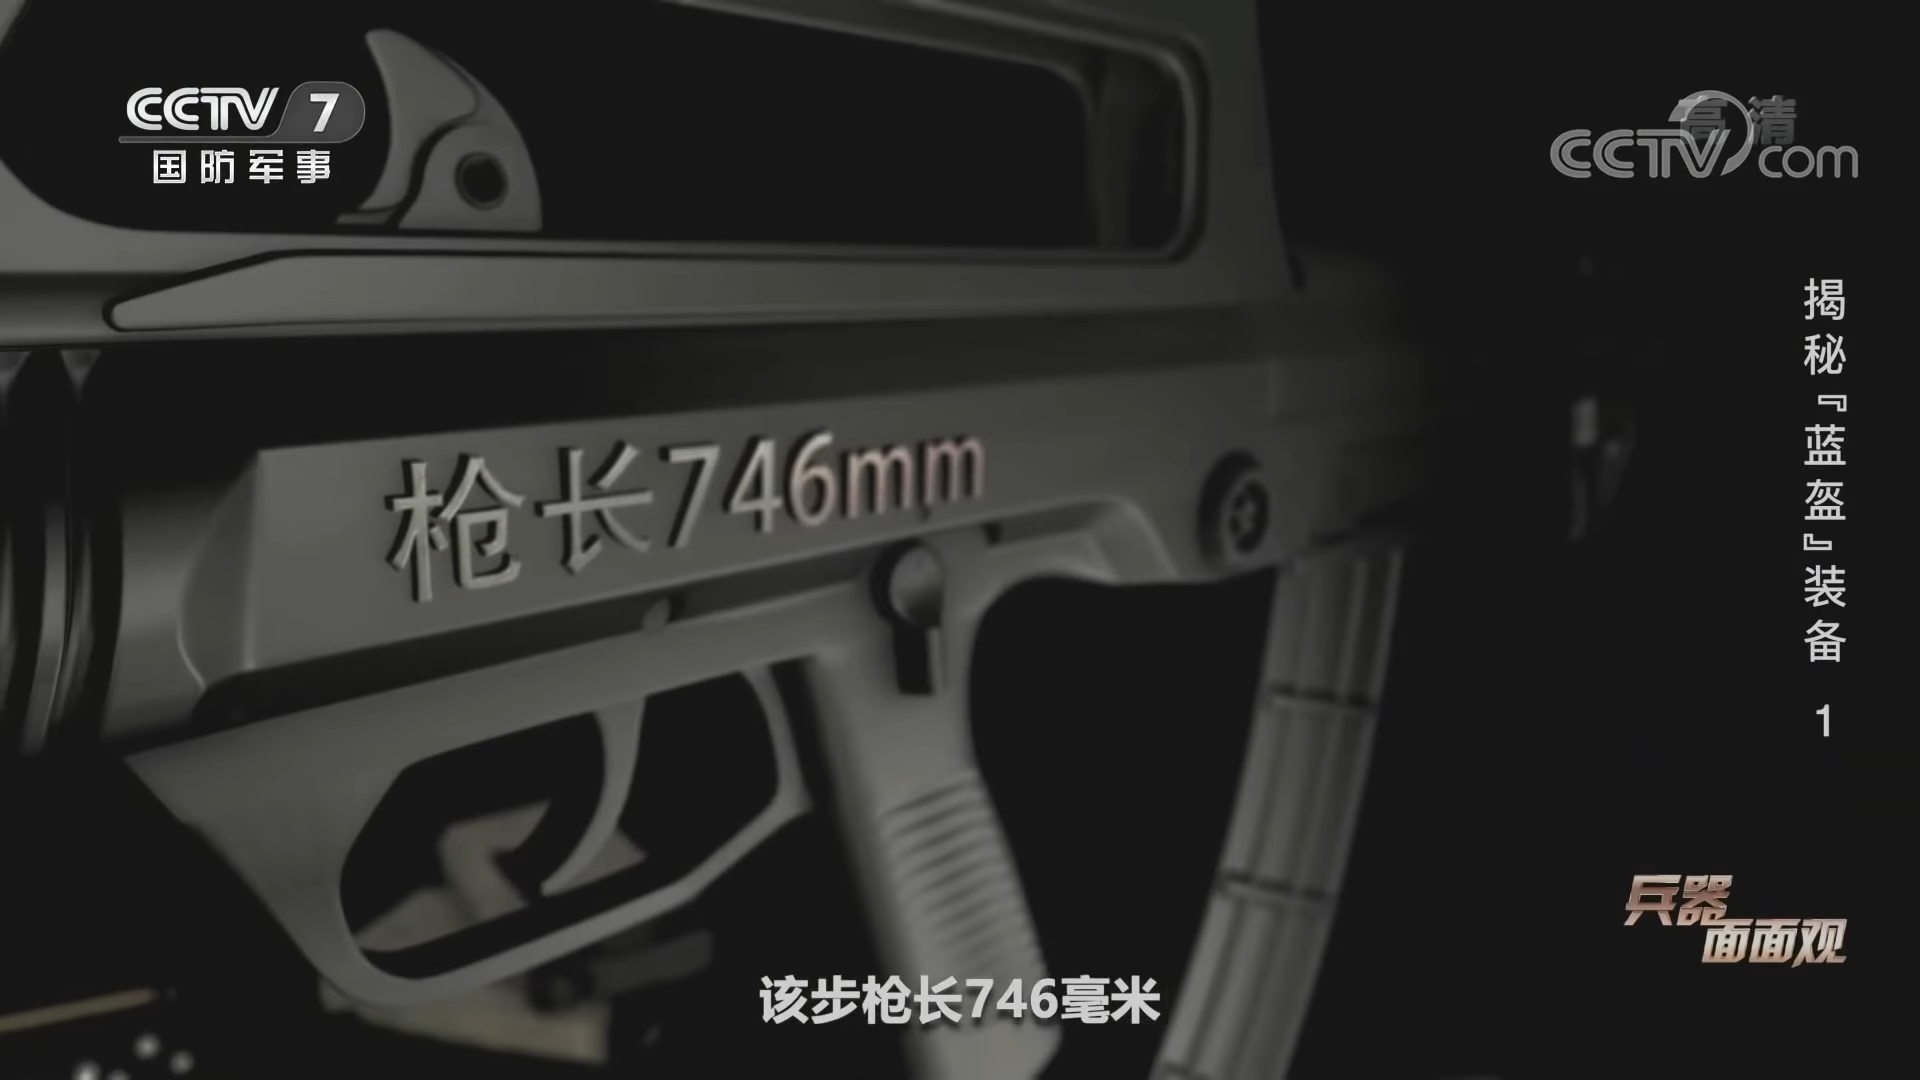 CCTV 7
国防军事
高清
CCTV.com
揭秘『蓝盔』装备 1
枪长746mm
兵器
面面观
该步枪长746毫米